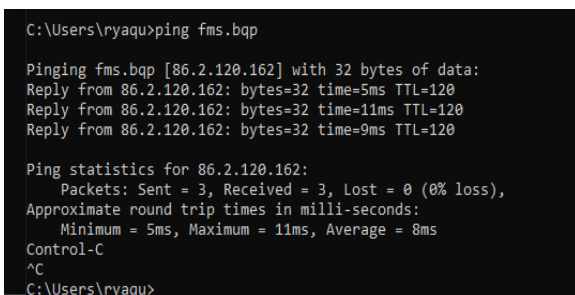 C:\Users\ryaqu>ping fms.bqp
Pinging fms.bqp [86.2.120.162] with 32 bytes of data:
Reply from 86.2.120.162: bytes=32 time=5ms TTL=120
Reply from 86.2.120.162: bytes=32 time=11ms TTL=120
Reply from 86.2.120.162: bytes=32 time=9ms TTL=120
Ping statistics for 86.2.120.162:
Packets: Sent = 3, Received = 3, Lost = 0 (0% loss),
Approximate round trip times in milli-seconds:
Minimum = 5ms, Maximum = 11ms, Average = 8ms
Control-C
^C
C:\Users\ryaqu>